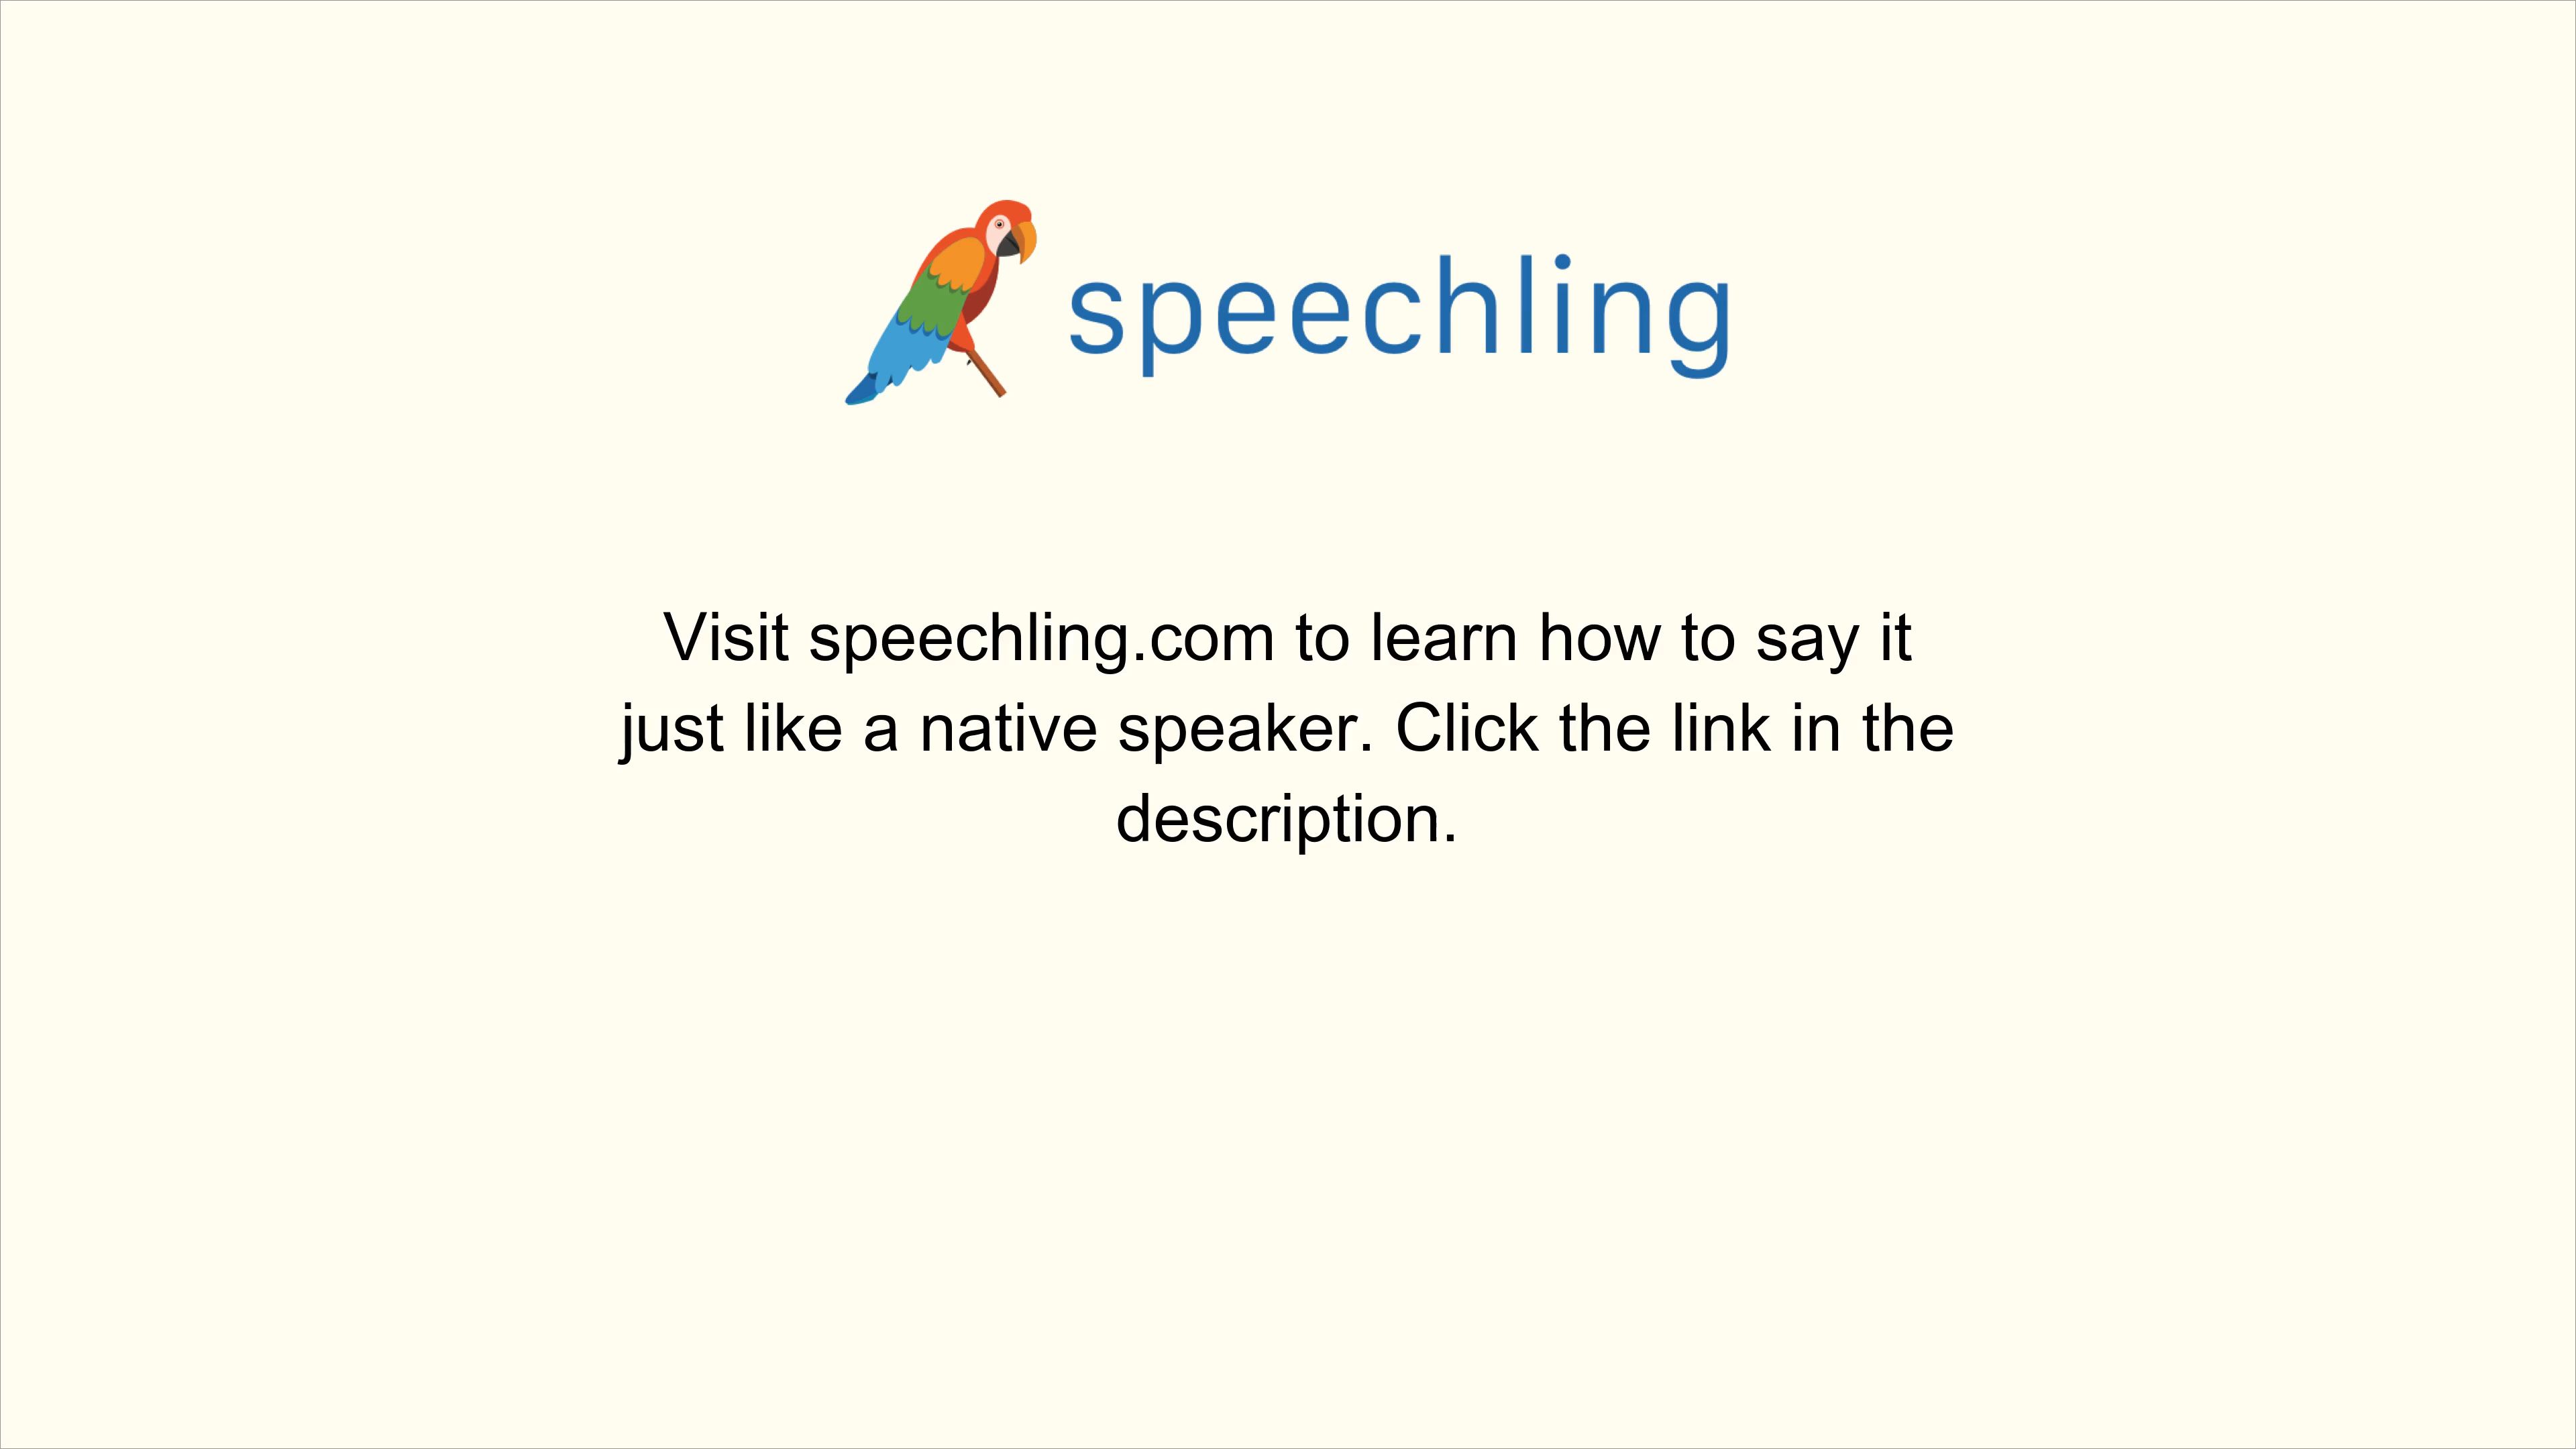 speechling
Visit speechling.com to learn how to say it
just like a native speaker. Click the link in the
description.